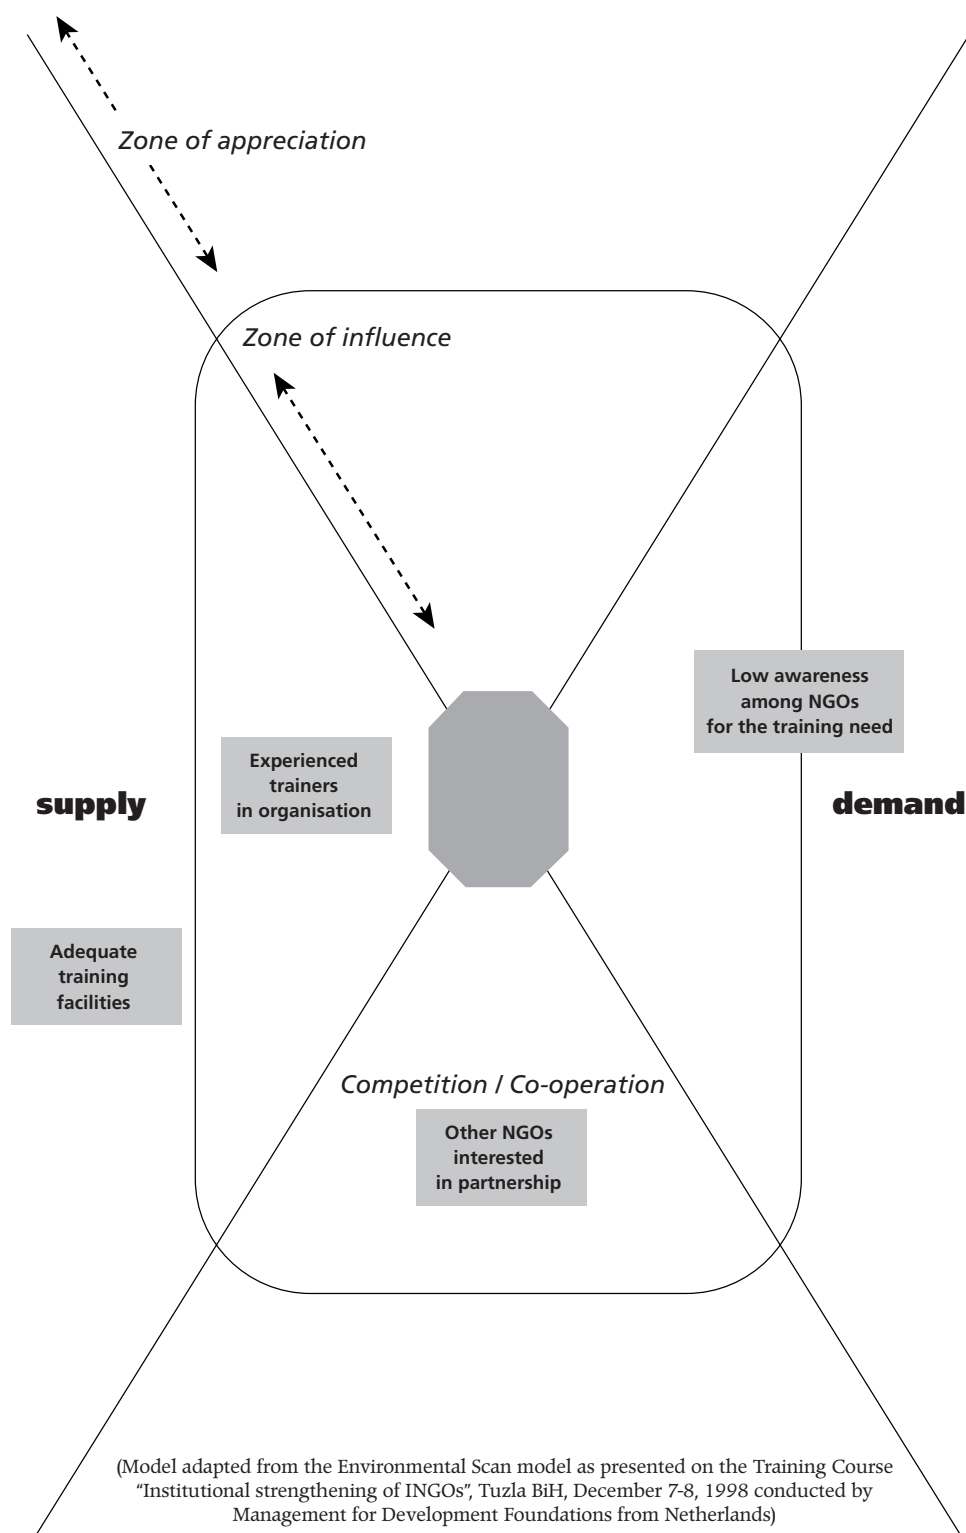 Zone of appreciation
Zone of influence
Low awareness
among NGOs
for the training need
Experienced
trainers
in organisation
supply
demand
Adequate
training
facilities
Competition / Co-operation
Other NGOs
interested
in partnership
(Model adapted from the Environmental Scan model as presented on the Training Course
“Institutional strengthening of INGOs”, Tuzla BiH, December 7-8, 1998 conducted by
Management for Development Foundations from Netherlands)